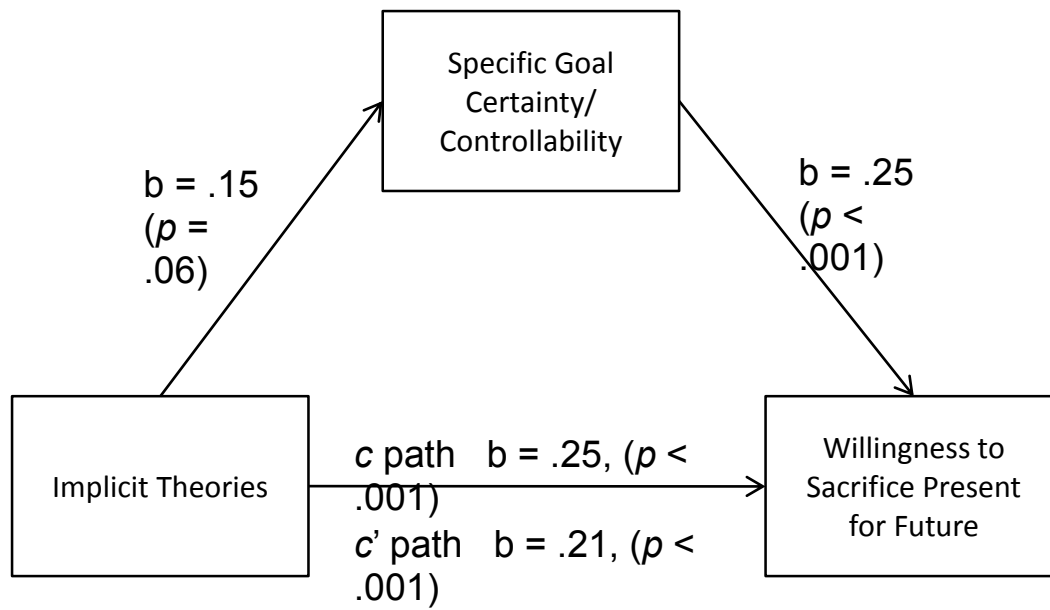 Specific Goal
Certainty/
Controllability
b = .15
(p =
.06)
b = .25
(p <
.001)
Implicit Theories
c path b = .25, (p <
.001)
c’ path b = .21, (p <
.001)
Willingness to
Sacrifice Present
for Future